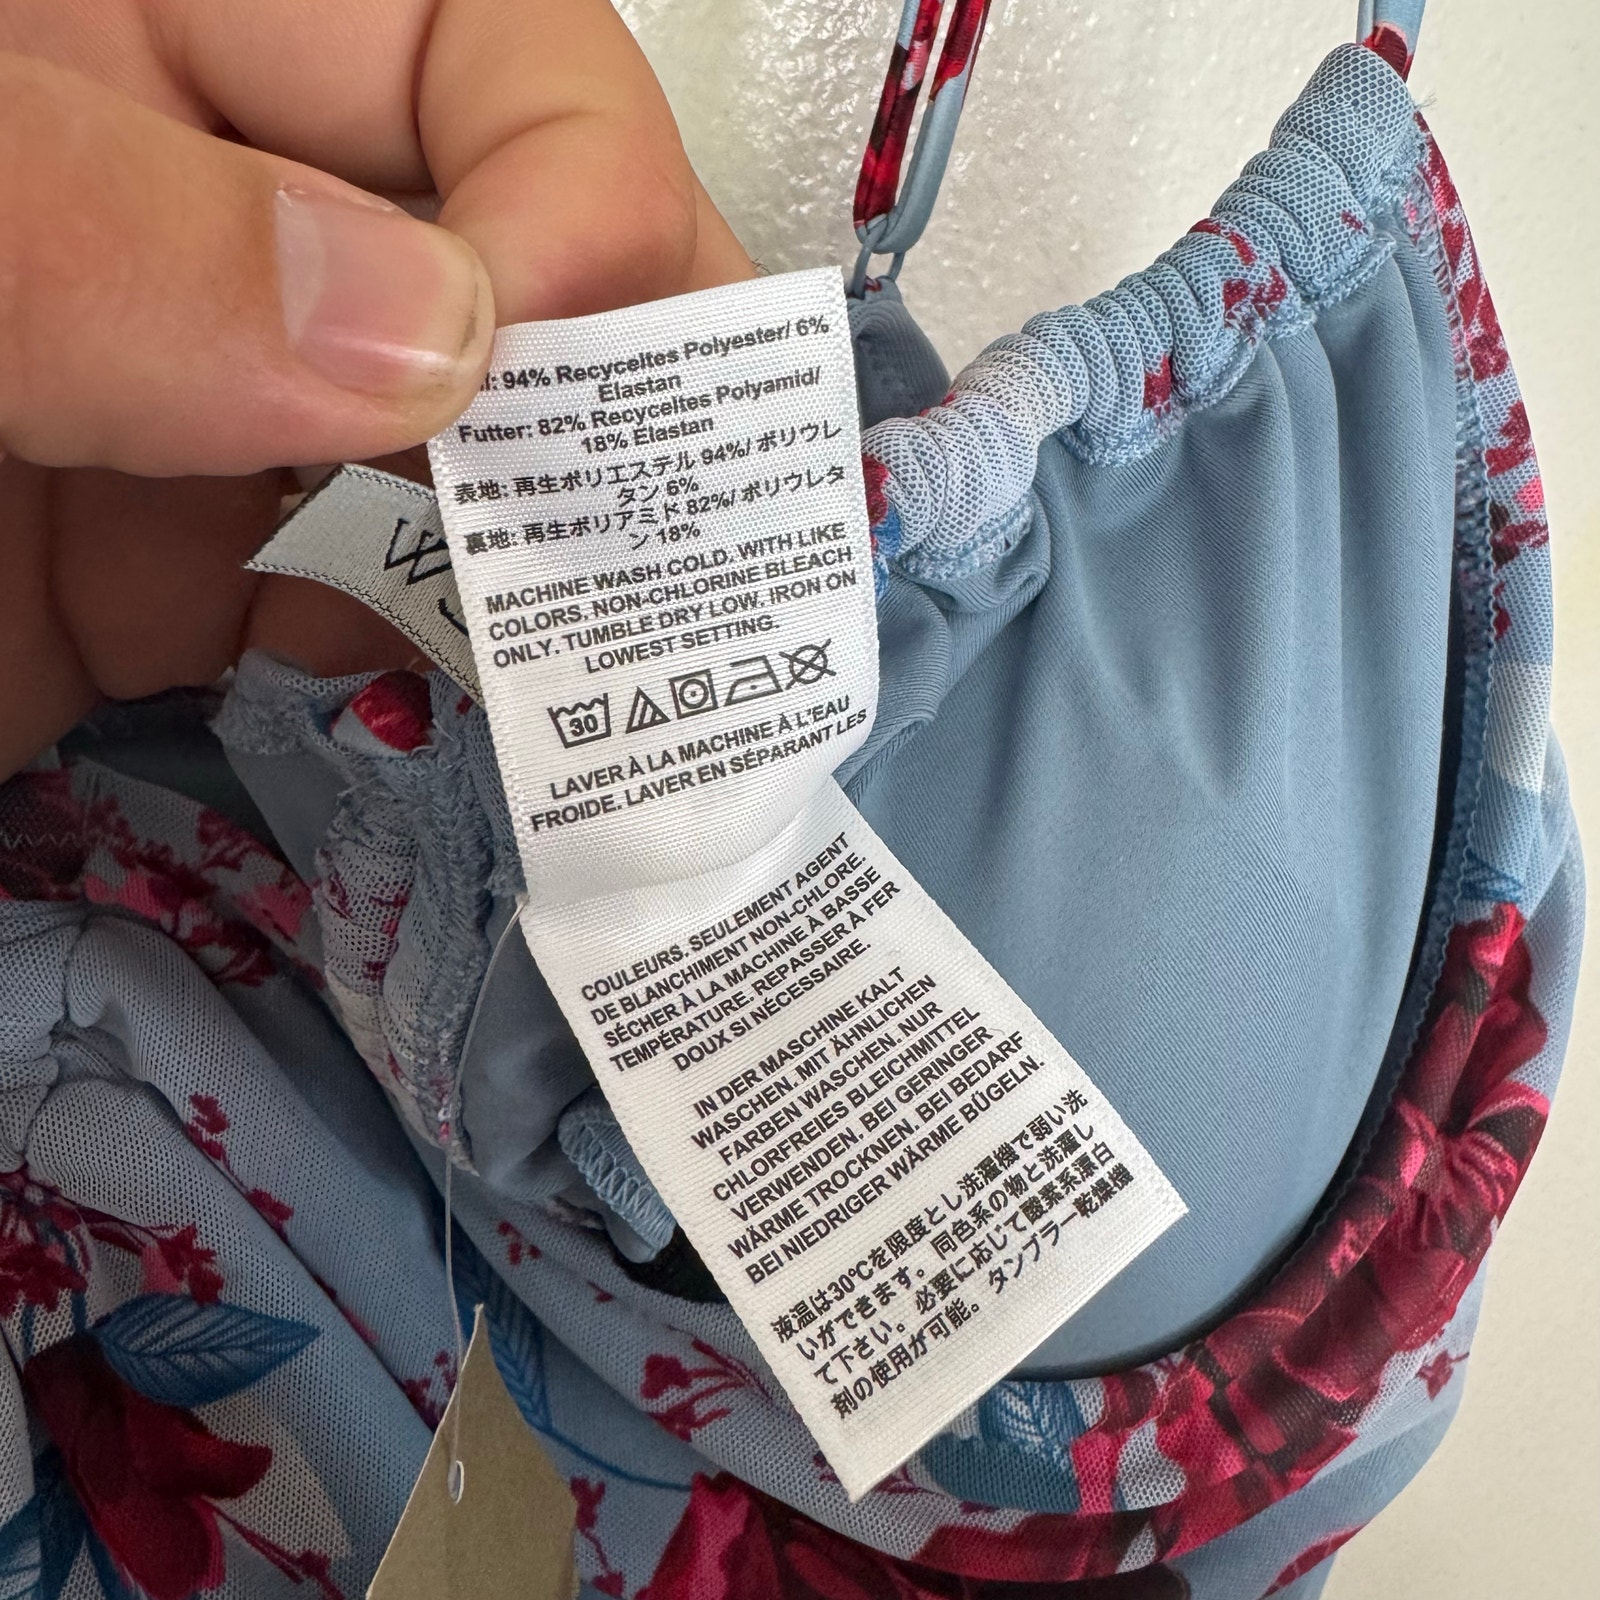 94% Recyceltes Polyester/ 6%
Elastan
Futter: 82% Recyceltes Polyamid/
18% Elastan
表地: 再生ポリエステル 94%/ ポリウレ
タン 6%
裏地: 再生ポリアミド 82%/ ポリウレタ
ン 18%
MACHINE WASH COLD. WITH LIKE
COLORS. NON-CHLORINE BLEACH
ONLY. TUMBLE DRY LOW. IRON ON
LOWEST SETTING.
30
LAVER À LA MACHINE À L'EAU
FROIDE. LAVER EN SÉPARANT LES
COULEURS. SEULEMENT AGENT
DE BLANCHIMENT NON-CHLORE.
SÉCHER À LA MACHINE À BASSE
TEMPÉRATURE. REPASSER À FER
DOUX SI NÉCESSAIRE.
IN DER MASCHINE KALT
WASCHEN. MIT ÄHNLICHEN
FARBEN WASCHEN. NUR
CHLORFREIES BLEICHMITTEL
VERWENDEN. BEI GERINGER
WÄRME TROCKNEN. BEI BEDARF
BEI NIEDRIGER WÄRME BÜGELN.
液温は30℃を限度とし洗濯機で弱い洗
いができます。同色系の物と洗濯し
て下さい。必要に応じて酸素系漂白
剤の使用が可能。タンブラー乾燥機